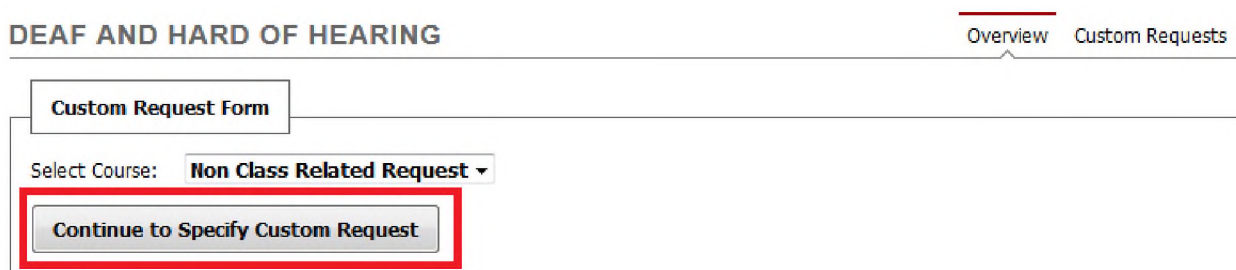 DEAF AND HARD OF HEARING
Overview Custom Requests
Custom Request Form
Select Course: Non Class Related Request
Continue to Specify Custom Request